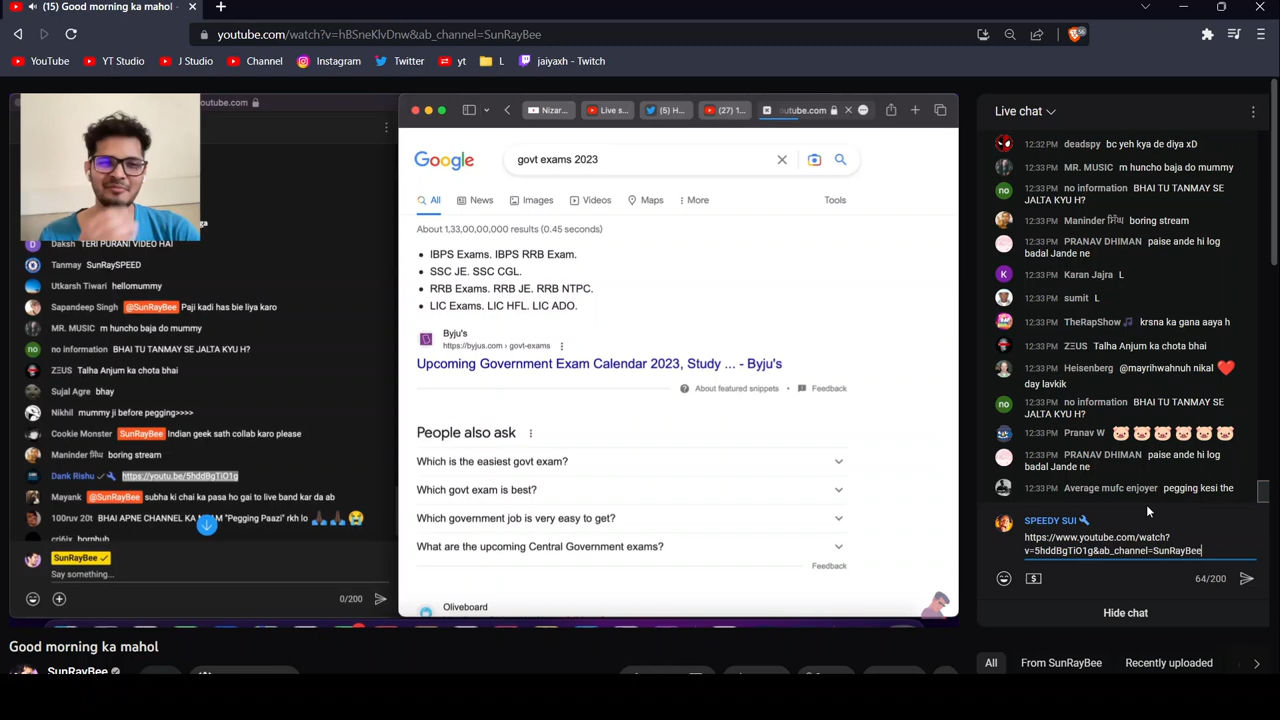 (15) Good morning ka mahol
youtube.com/watch?v=hBSneKlvDnw&ab_channel=SunRayBee
56
YouTube
YT Studio
J Studio
Channel
Instagram
Twitter
yt
L
jaiyaxh - Twitch
outube.com
ga
Daksh TERI PURANI VIDEO HAI
Tanmay SunRaySPEED
Utkarsh Tiwari hellomummy
Sapandeep Singh @SunRayBee Paji kadi has bie liya karo
MR. MUSIC m huncho baja do mummy
no
no information BHAI TU TANMAY SE JALTA KYU H?
ZΞUS Talha Anjum ka chota bhai
Sujal Agre bhay
Nikhil mummy ji before pegging>>>>
Cookie Monster SunRayBee Indian geek sath collab karo please
Maninder ਸਿੰਘ boring stream
Dank Rishu https://youtu.be/5hddBgTiO1g
Mayank @SunRayBee subha ki chai ka pasa ho gai to live band kar da ab
100ruv 20t BHAI APNE CHANNEL KA "Pegging Paazi" rkh lo
SunRayBee
Say something...
0/200
Nizar...
Live s...
(5) H...
(27) 1...
outube.com
Google
govt exams 2023
All
News
Images
Videos
Maps
More
Tools
About 1,33,00,00,000 results (0.45 seconds)
IBPS Exams. IBPS RRB Exam.
SSC JE. SSC CGL.
RRB Exams. RRB JE. RRB NTPC.
LIC Exams. LIC HFL. LIC ADO.
Byju's
https://byjus.com › govt-exams
Upcoming Government Exam Calendar 2023, Study ... - Byju's
About featured snippets
Feedback
People also ask
Which is the easiest govt exam?
Which govt exam is best?
Which government job is very easy to get?
What are the upcoming Central Government exams?
Feedback
Oliveboard
Live chat
12:32 PM deadspy bc yeh kya de diya xD
12:33 PM MR. MUSIC m huncho baja do mummy
no
12:33 PM no information BHAI TU TANMAY SE
JALTA KYU H?
12:33 PM Maninder ਸਿੰਘ boring stream
12:33 PM PRANAV DHIMAN paise ande hi log
badal Jande ne
K
12:33 PM Karan Jajra L
12:33 PM sumit L
12:33 PM TheRapShow krsna ka gana aaya h
12:33 PM ZΞUS Talha Anjum ka chota bhai
12:33 PM Heisenberg @mayrihwahnuh nikal
day lavkik
no
12:33 PM no information BHAI TU TANMAY SE
JALTA KYU H?
12:33 PM Pranav W
12:33 PM PRANAV DHIMAN paise ande hi log
badal Jande ne
12:33 PM Average mufc enjoyer pegging kesi the
SPEEDY SUI
https://www.youtube.com/watch?
v=5hddBgTiO1g&ab_channel=SunRayBee
64/200
Hide chat
Good morning ka mahol
SunRayBee
All
From SunRayBee
Recently uploaded